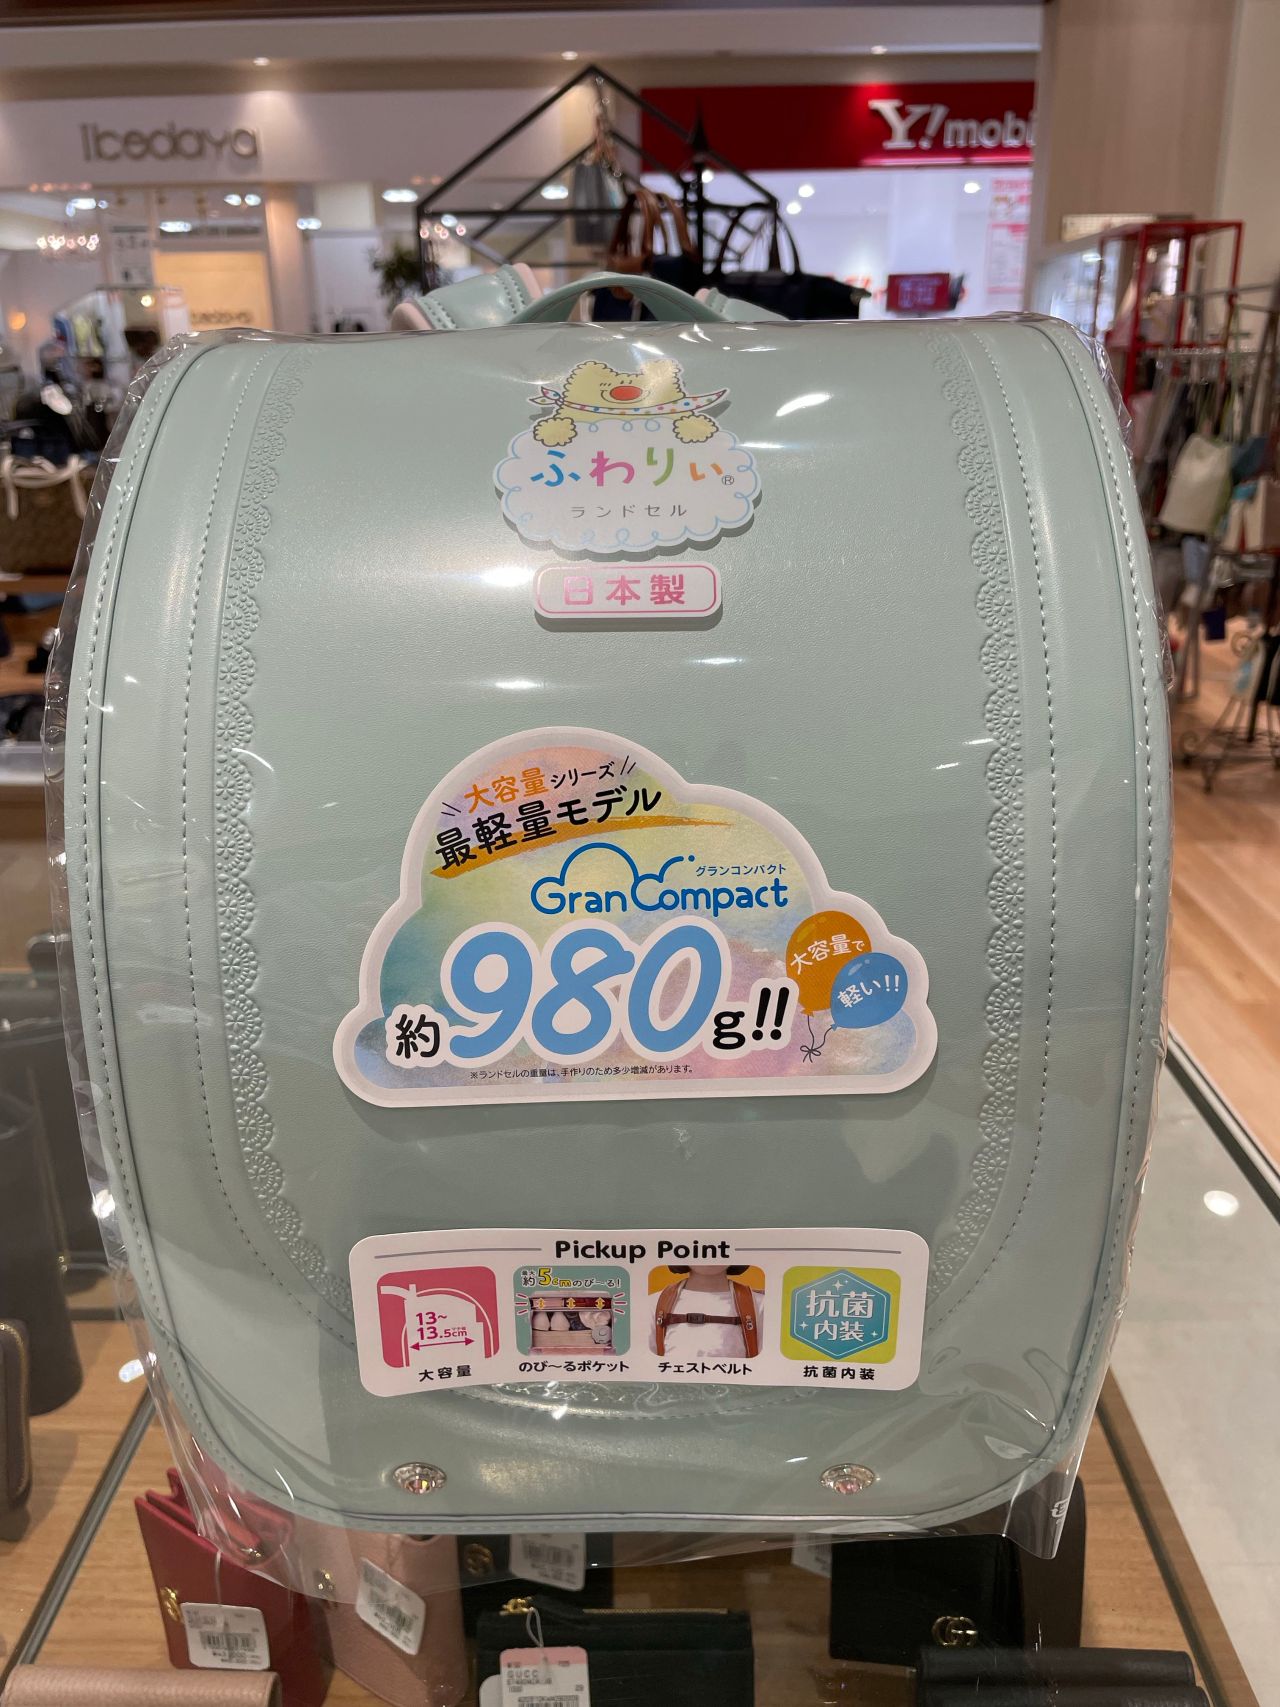 Ikedaya
Y!mobi
ふわりぃ®
ランドセル
日本製
大容量シリーズ
最軽量モデル
グランコンパクト
GranCompact
約980g!!
大容量で
軽い!!
※ランドセルの重量は、手作りのため多少増減があります。
Pickup Point
13~
13.5cm
大容量
最大
約5cmのび~る!
のび~るポケット
チェストベルト
抗菌
内装
抗菌内装
GUCC